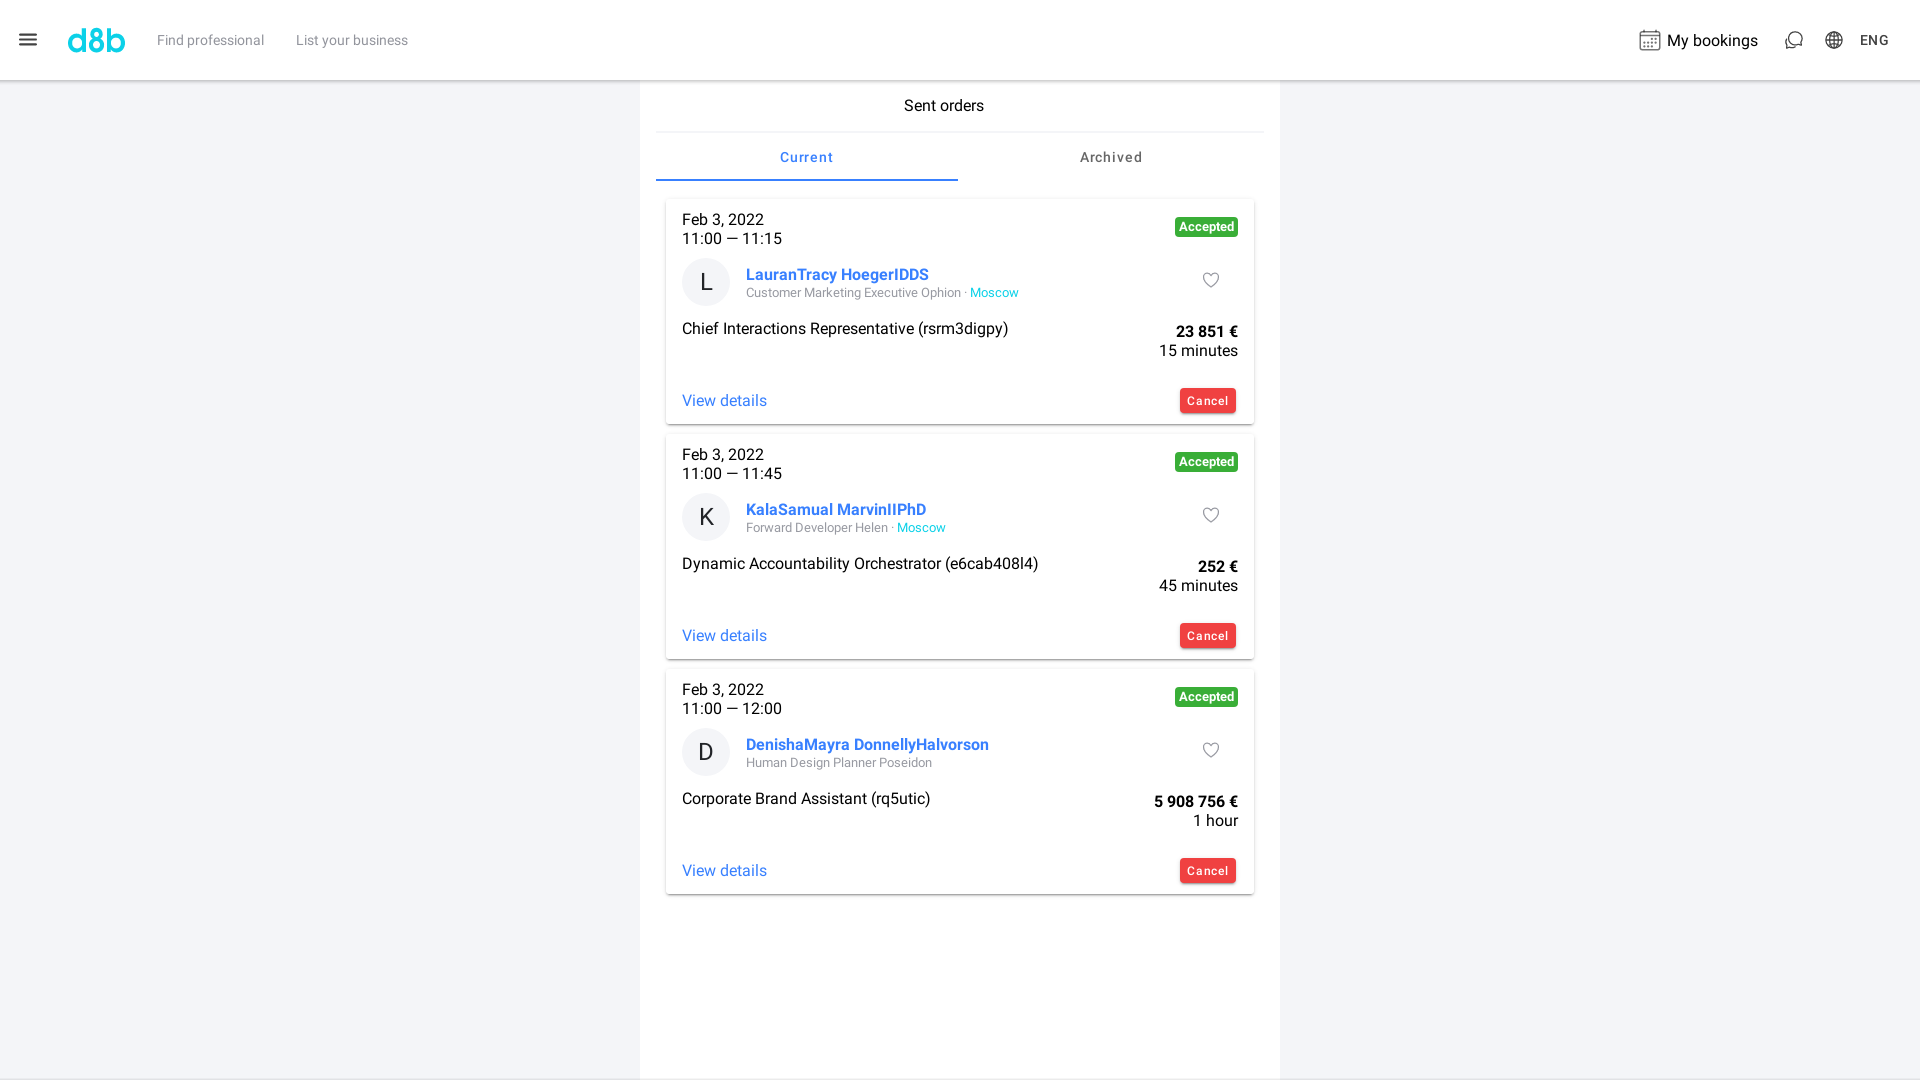 d8b
Find professional
List your business
My bookings
ENG
Sent orders
Current
Archived
Feb 3, 2022
11:00 — 11:15
Accepted
L
LauranTracy HoegerIDDS
Customer Marketing Executive Ophion · Moscow
Chief Interactions Representative (rsrm3digpy)
23 851 €
15 minutes
View details
Cancel
Feb 3, 2022
11:00 — 11:45
Accepted
K
KalaSamual MarvinIIPhD
Forward Developer Helen · Moscow
Dynamic Accountability Orchestrator (e6cab408l4)
252 €
45 minutes
View details
Cancel
Feb 3, 2022
11:00 — 12:00
Accepted
D
DenishaMayra DonnellyHalvorson
Human Design Planner Poseidon
Corporate Brand Assistant (rq5utic)
5 908 756 €
1 hour
View details
Cancel